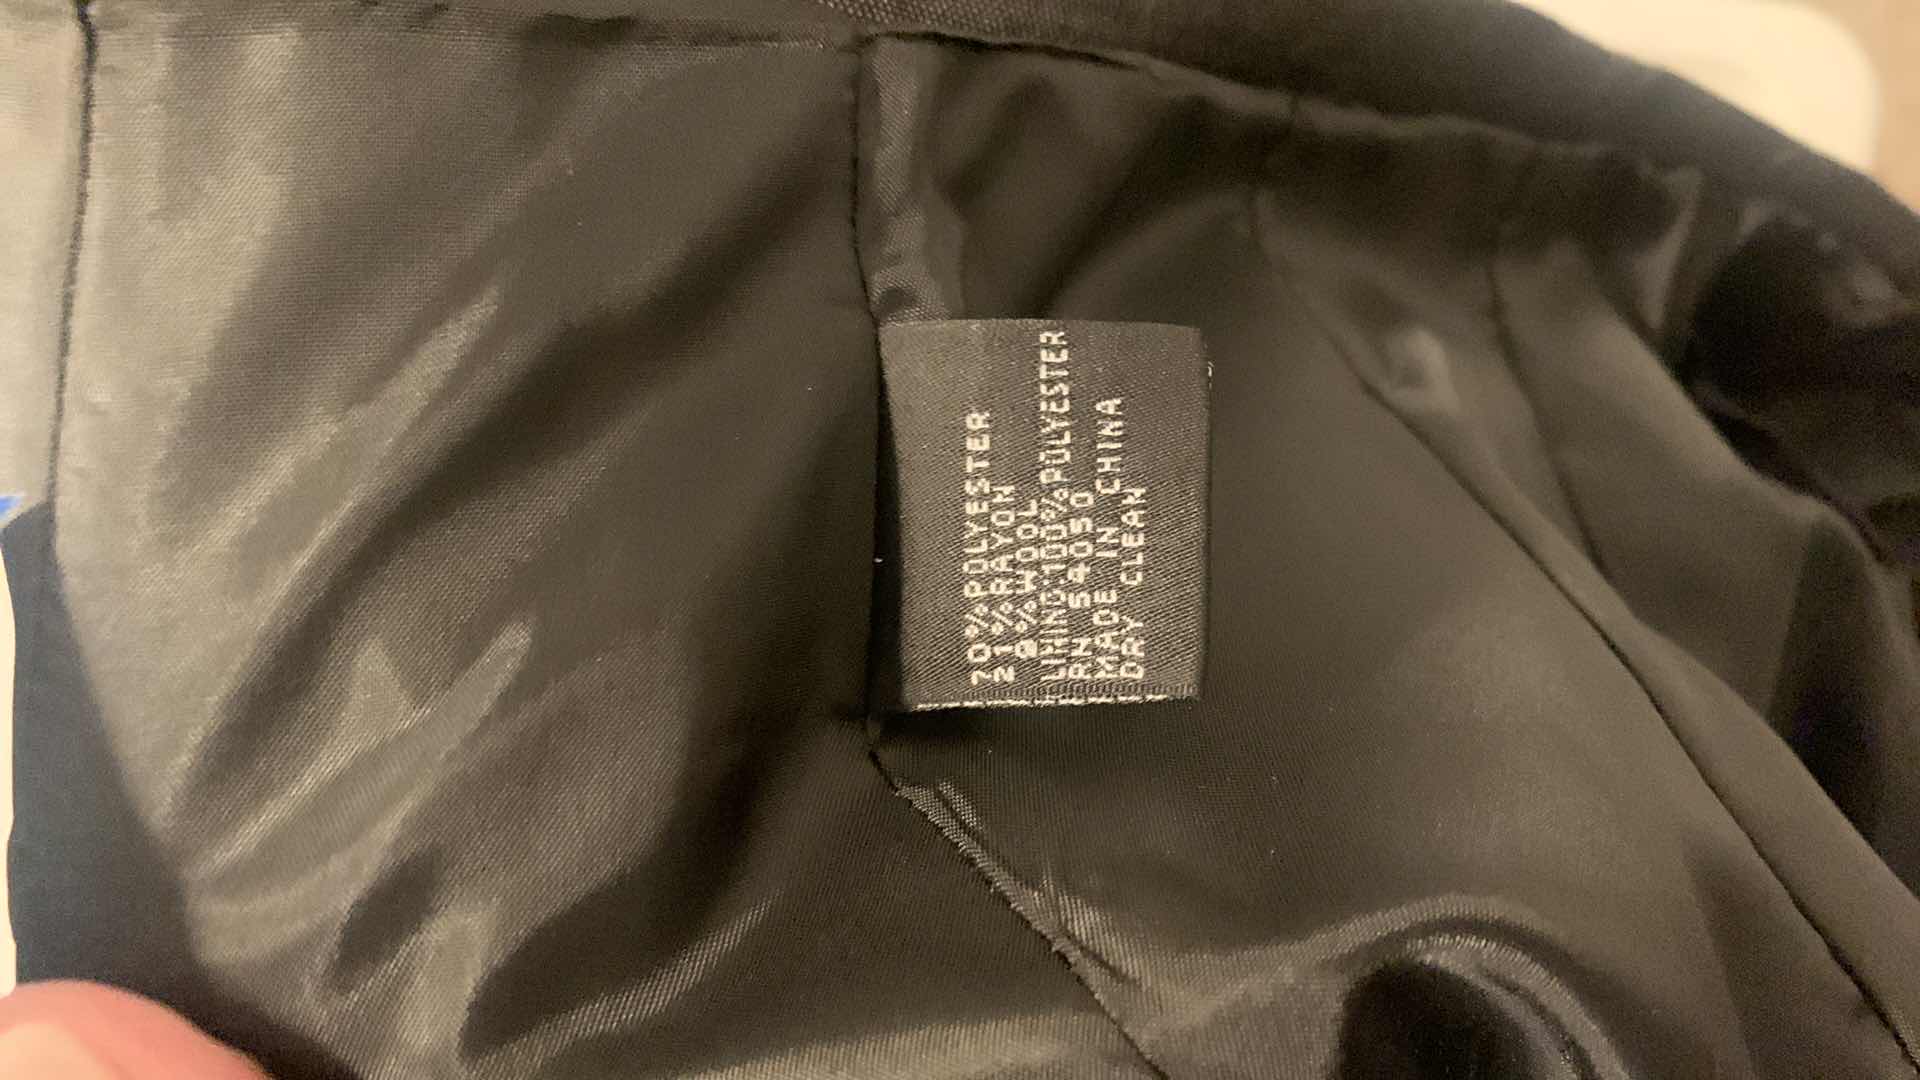 70%POLYESTER
21%RAYON
9%WOOL
LINING:100%POLYESTER
RN 54050
MADE IN CHINA
DRY CLEAN